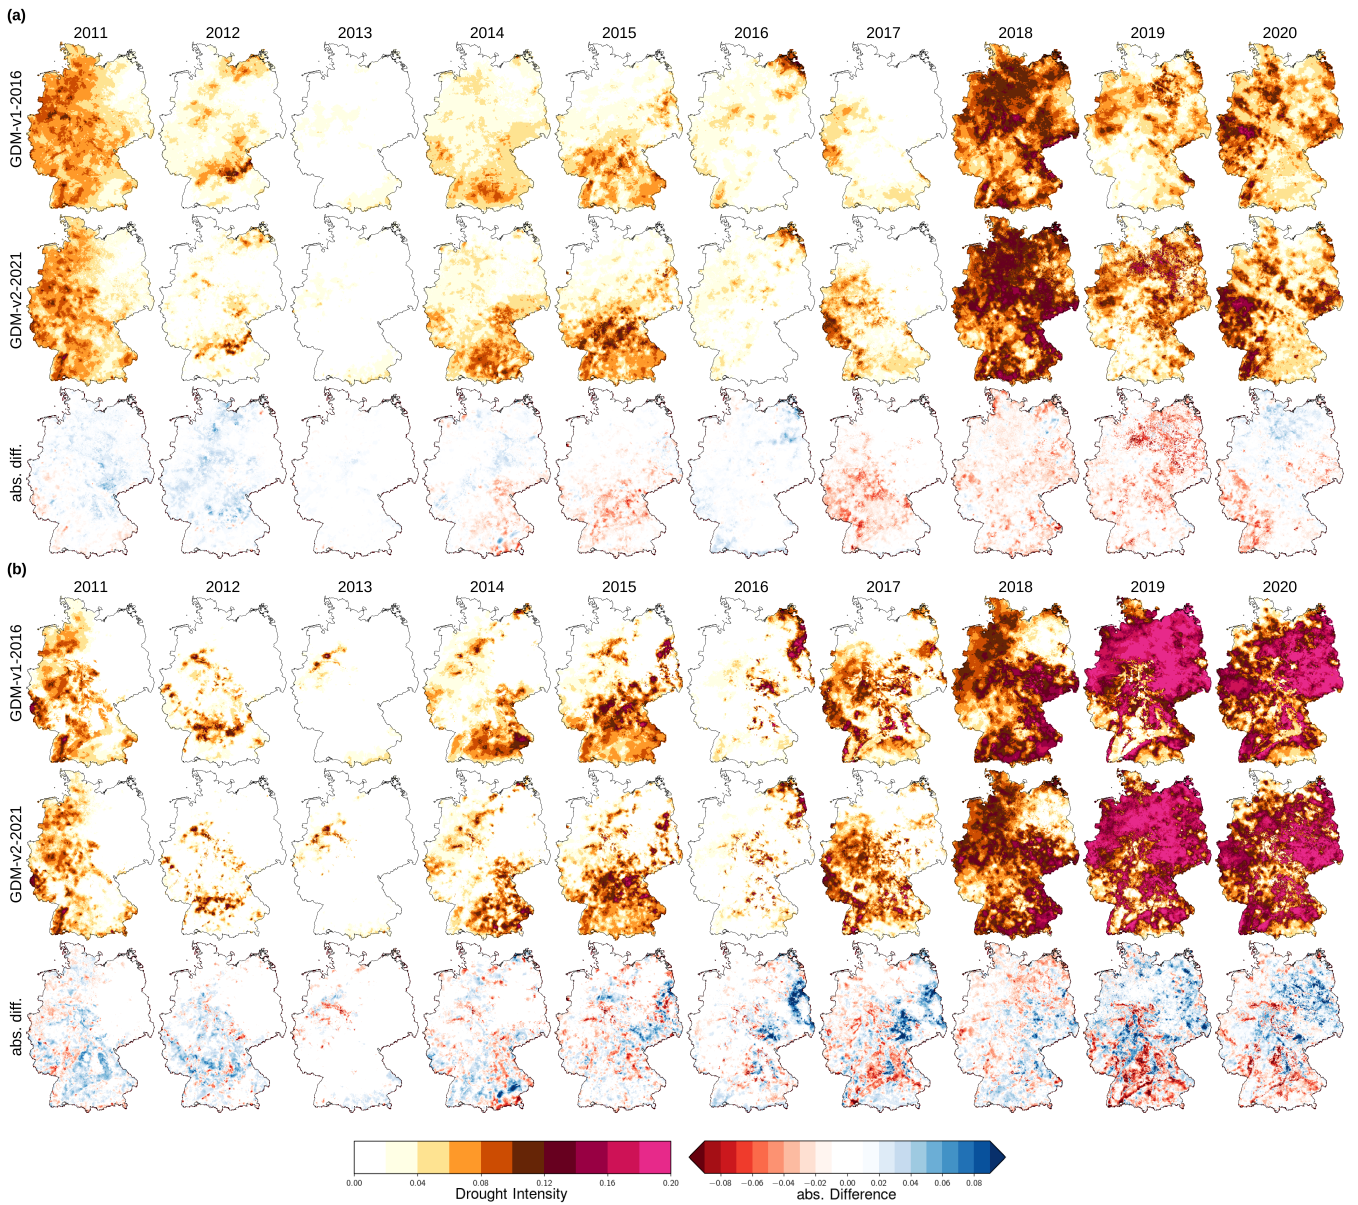 (a)
2011 2012 2013 2014 2015 2016 2017 2018 2019 2020
GDM-v1-2016
GDM-v2-2021
abs. diff.
(b)
2011 2012 2013 2014 2015 2016 2017 2018 2019 2020
GDM-v1-2016
GDM-v2-2021
abs. diff.
0.00 0.04 0.08 0.12 0.16 0.20
Drought Intensity
−0.08 −0.06 −0.04 −0.02 0.00 0.02 0.04 0.06 0.08
abs. Difference